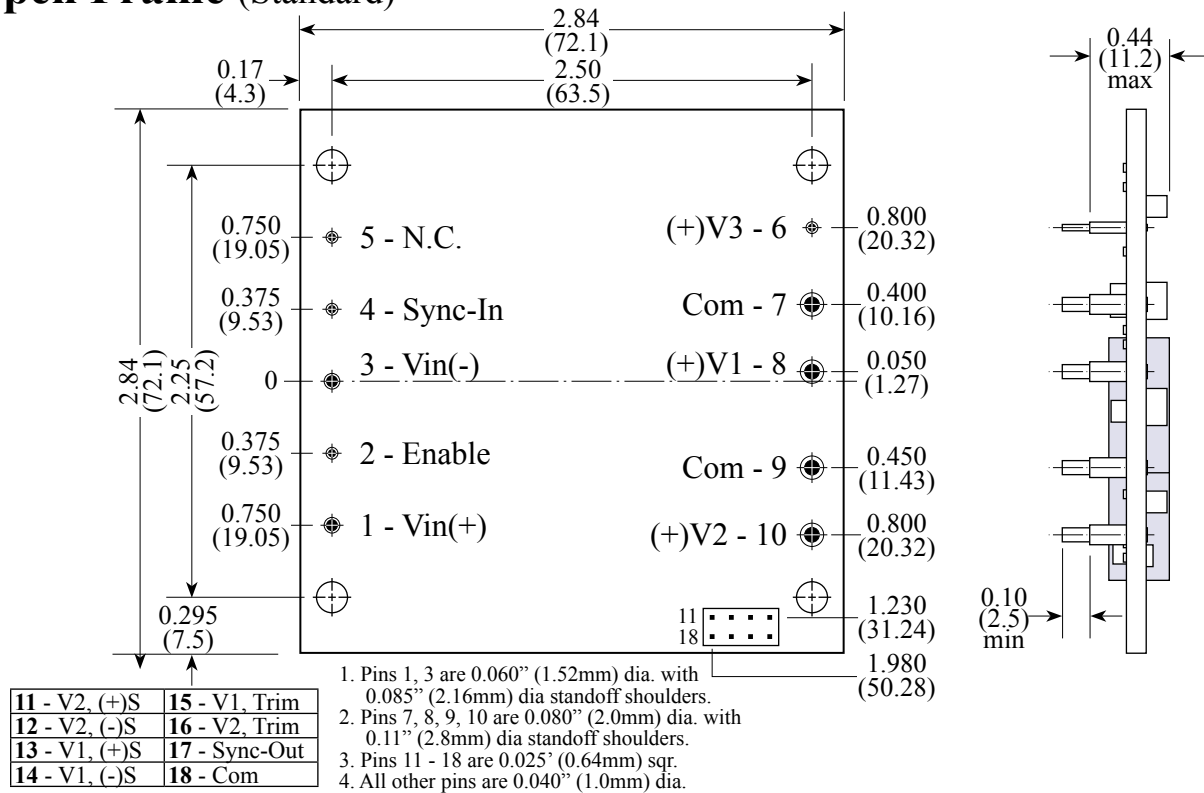 pen-Frame (Standard)
2.84
(72.1)
2.50
(63.5)
0.17
(4.3)
0.44
(11.2)
max
2.84
(72.1)
2.25
(57.2)
0.750
(19.05)
5 - N.C.
(+)V3 - 6
0.800
(20.32)
0.375
(9.53)
4 - Sync-In
Com - 7
0.400
(10.16)
0
3 - Vin(-)
(+)V1 - 8
0.050
(1.27)
0.375
(9.53)
2 - Enable
Com - 9
0.450
(11.43)
0.750
(19.05)
1 - Vin(+)
(+)V2 - 10
0.800
(20.32)
0.295
(7.5)
11
18
1.230
(31.24)
1.980
(50.28)
0.10
(2.5)
min
11 - V2, (+)S 15 - V1, Trim
12 - V2, (-)S 16 - V2, Trim
13 - V1, (+)S 17 - Sync-Out
14 - V1, (-)S 18 - Com
1. Pins 1, 3 are 0.060” (1.52mm) dia. with
0.085” (2.16mm) dia standoff shoulders.
2. Pins 7, 8, 9, 10 are 0.080” (2.0mm) dia. with
0.11” (2.8mm) dia standoff shoulders.
3. Pins 11 - 18 are 0.025’ (0.64mm) sqr.
4. All other pins are 0.040” (1.0mm) dia.